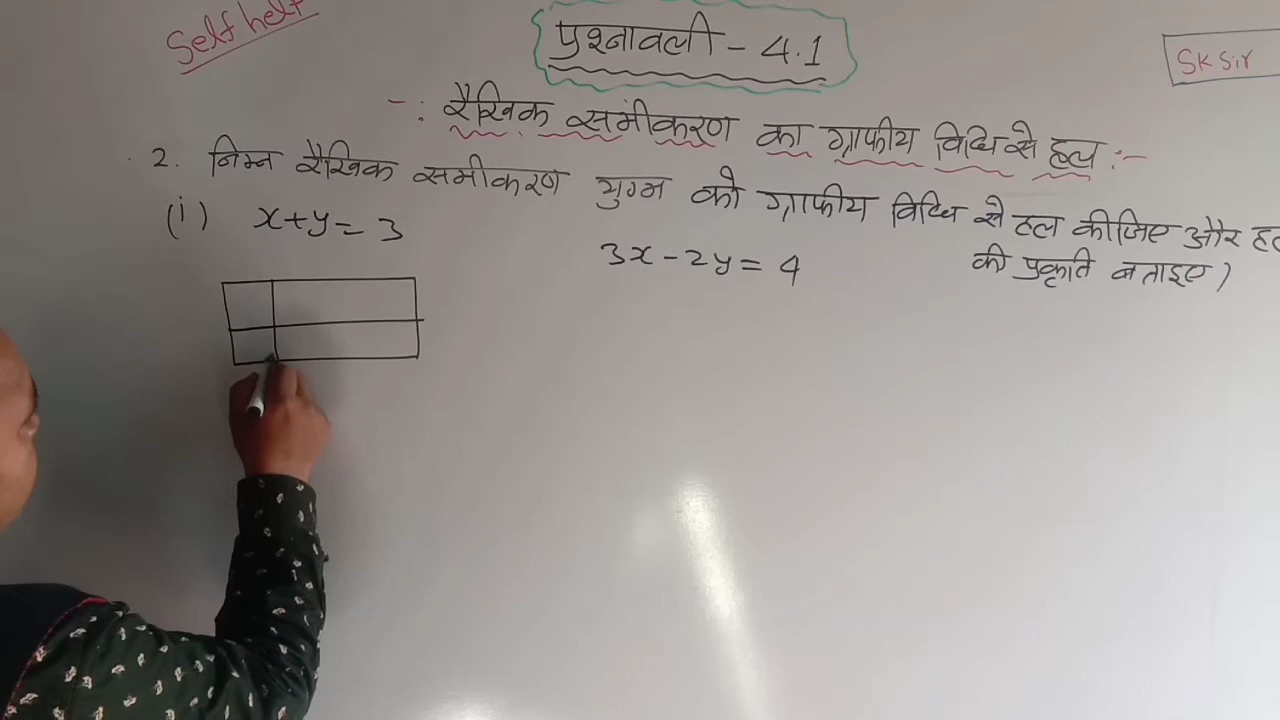 Self help
प्रश्नावली - 4.1
SK Sir
-: रैखिक समीकरण का ग्राफीय विधि से हल :-
2. निम्न रैखिक समीकरण युग्म को ग्राफीय विधि से हल कीजिए और हल
की प्रकृति बताइए)
(i) x+y= 3
3x-2y= 4